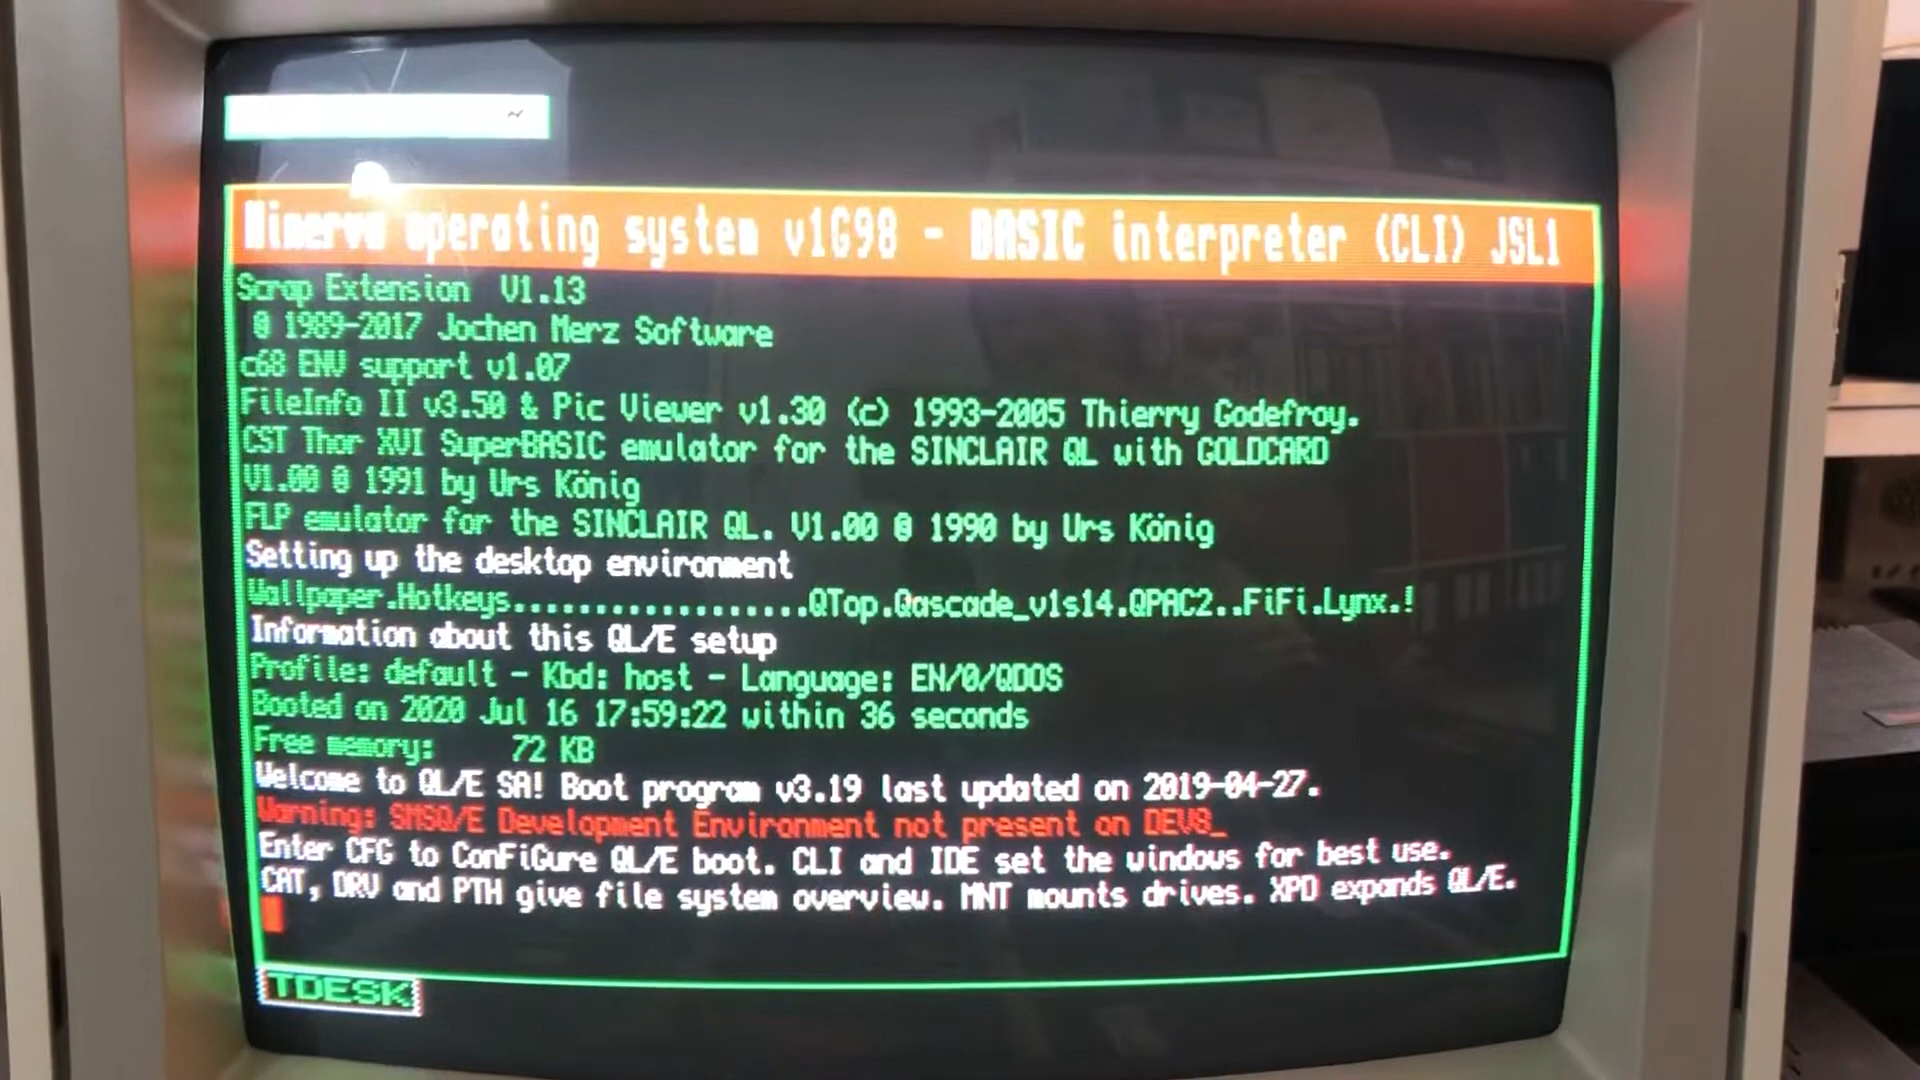 Minerva operating system v1G98 - BASIC interpreter (CLI) JSL1
Scrap Extension V1.13
© 1989-2017 Jochen Merz Software
c68 ENV support v1.07
FileInfo II v3.50 & Pic Viewer v1.30 (c) 1993-2005 Thierry Godefroy.
CST Thor XVI SuperBASIC emulator for the SINCLAIR QL with GOLDCARD
V1.00 © 1991 by Urs König
FLP emulator for the SINCLAIR QL. V1.00 © 1990 by Urs König
Setting up the desktop environment
Wallpaper.Hotkeys..................QTop.Qascade_v1s14.QPAC2..FiFi.Lynx.!
Information about this QL/E setup
Profile: default - Kbd: host - Language: EN/0/QDOS
Booted on 2020 Jul 16 17:59:22 within 36 seconds
Free memory: 72 KB
Welcome to QL/E SA! Boot program v3.19 last updated on 2019-04-27.
Warning: SMSQ/E Development Environment not present on DEV8_
Enter CFG to ConFiGure QL/E boot. CLI and IDE set the windows for best use.
CAT, DRV and PTH give file system overview. MNT mounts drives. XPD expands QL/E.
TDESK